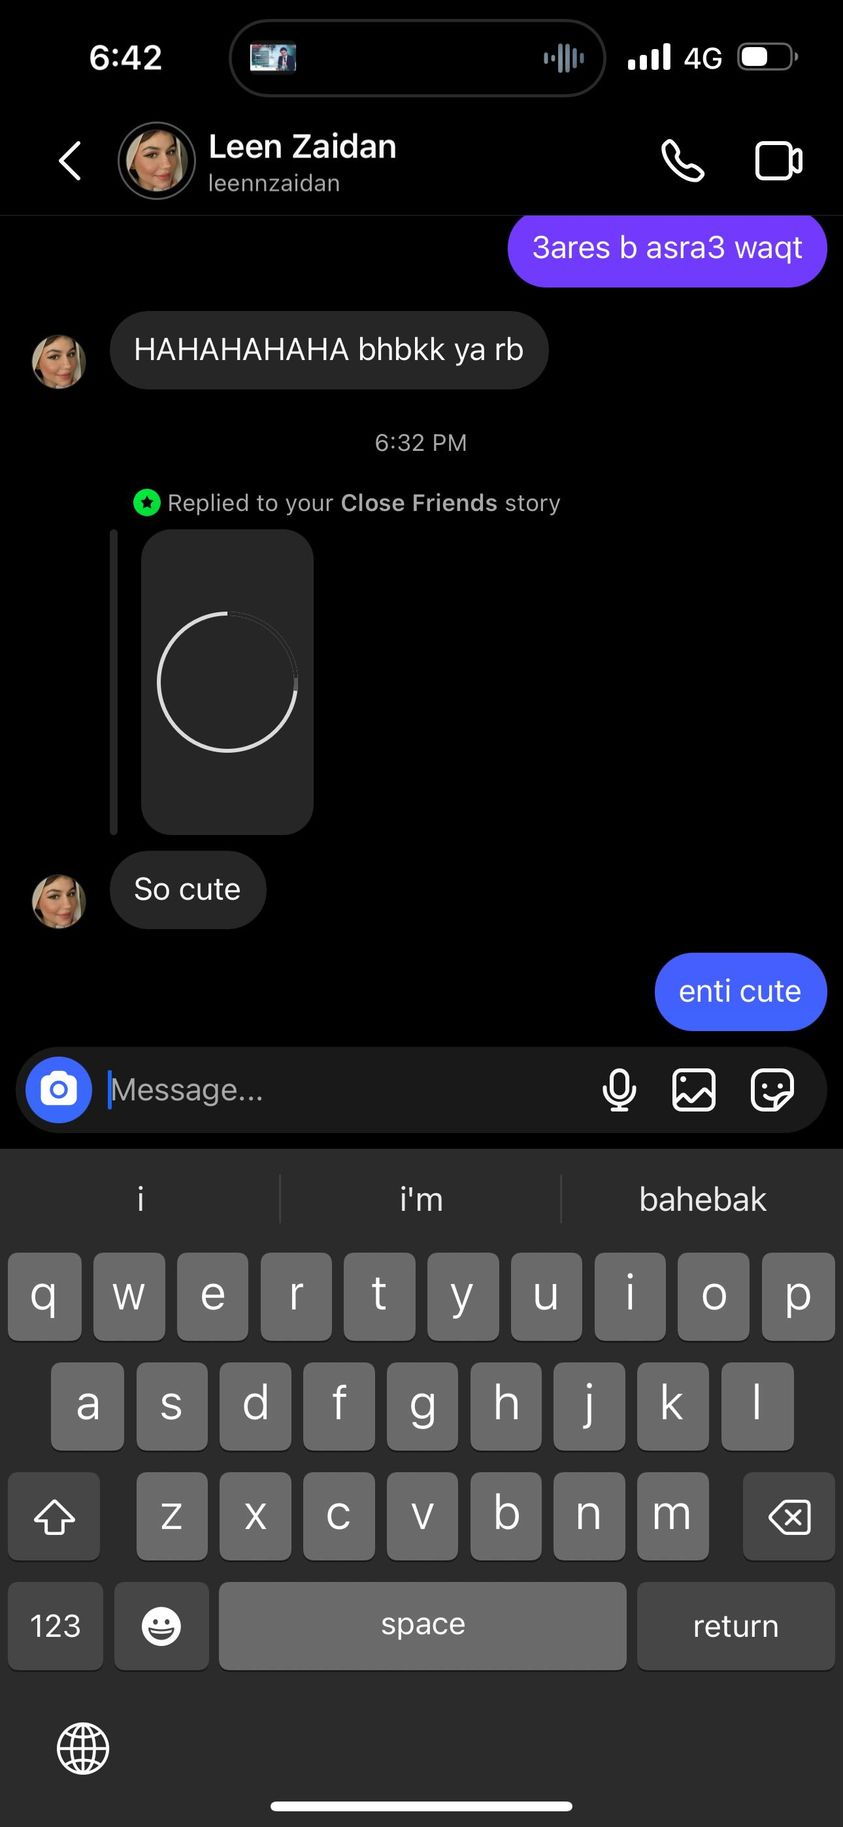 6:42
4G
Leen Zaidan
leennzaidan
3ares b asra3 waqt
HAHAHAHAHA bhbkk ya rb
6:32 PM
Replied to your Close Friends story
So cute
enti cute
Message...
i i'm bahebak
q w e r t y u i o p
a s d f g h j k l
z x c v b n m
123 space return